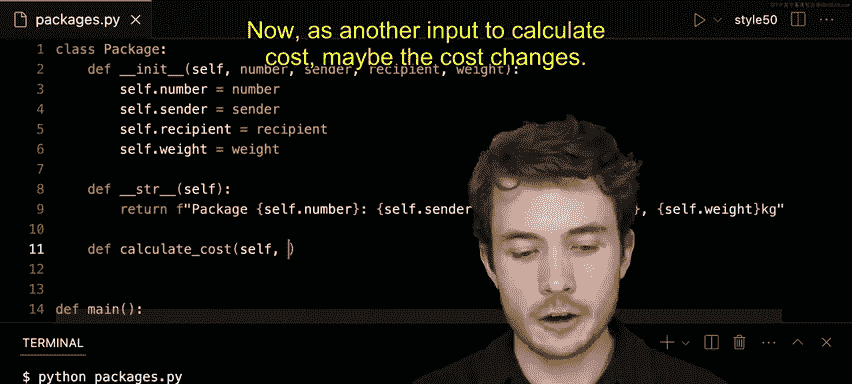 packages.py
style50
Now, as another input to calculate
cost, maybe the cost changes.
1 class Package:
2 def __init__(self, number, sender, recipient, weight):
3 self.number = number
4 self.sender = sender
5 self.recipient = recipient
6 self.weight = weight
7
8 def __str__(self):
9 return f"Package {self.number}: {self.sender }, {self.weight}kg"
10
11 def calculate_cost(self, )
12
13
14 def main():
TERMINAL
$ python packages.py